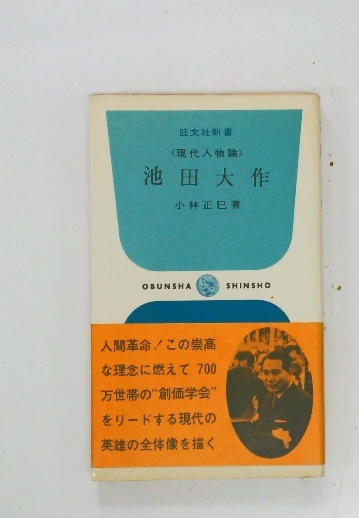 旺文社新書
〈現代人物論〉
池田大作
小林正巳著
OBUNSHA SHINSHO
人間革命!この崇高
な理念に燃えて700
万世帯の"創価学会"
をリードする現代の
英雄の全体像を描く